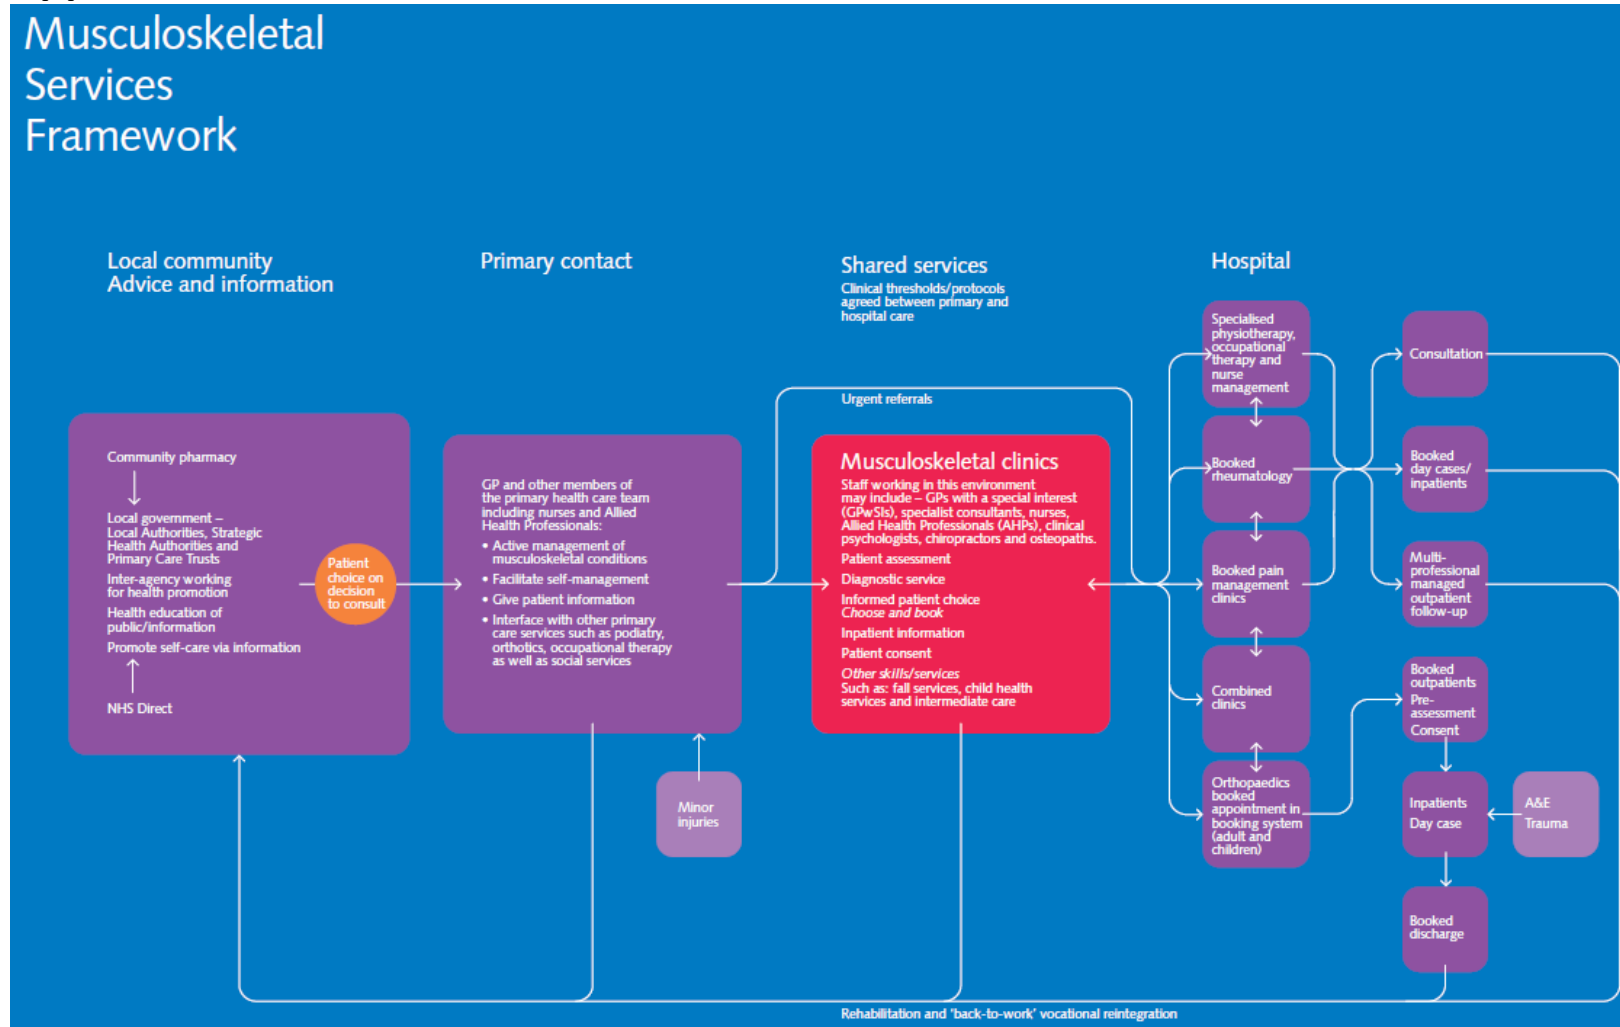 Musculoskeletal
Services
Framework
Local community
Advice and information
Community pharmacy
Local government –
Local Authorities, Strategic
Health Authorities and
Primary Care Trusts
Inter-agency working
for health promotion
Health education of
public/information
Promote self-care via information
NHS Direct
Patient
choice on
decision
to consult
Primary contact
GP and other members of
the primary health care team
including nurses and Allied
Health Professionals:
• Active management of
musculoskeletal conditions
• Facilitate self-management
• Give patient information
• Interface with other primary
care services such as podiatry,
orthotics, occupational therapy
as well as social services
Minor
injuries
Shared services
Clinical thresholds/protocols
agreed between primary and
hospital care
Urgent referrals
Musculoskeletal clinics
Staff working in this environment
may include – GPs with a special interest
(GPwSIs), specialist consultants, nurses,
Allied Health Professionals (AHPs), clinical
psychologists, chiropractors and osteopaths.
Patient assessment
Diagnostic service
Informed patient choice
Choose and book
Inpatient information
Patient consent
Other skills/services
Such as: fall services, child health
services and intermediate care
Hospital
Specialised
physiotherapy,
occupational
therapy and
nurse
management
Booked
rheumatology
Booked pain
management
clinics
Combined
clinics
Orthopaedics
booked
appointment in
booking system
(adult and
children)
Consultation
Booked
day cases/
inpatients
Multi-
professional
managed
outpatient
follow-up
Booked
outpatients
Pre-
assessment
Consent
Inpatients
Day case
A&E
Trauma
Booked
discharge
Rehabilitation and ‘back-to-work’ vocational reintegration